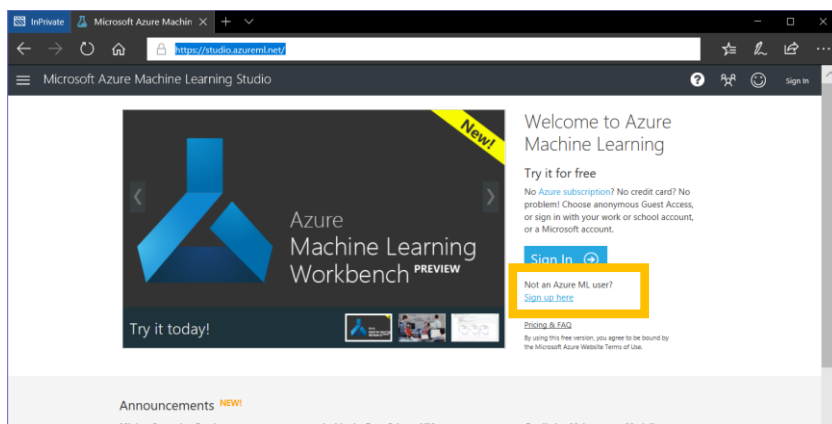 InPrivate
Microsoft Azure Machin
https://studio.azureml.net/
Microsoft Azure Machine Learning Studio
Sign In
New!
Azure
Machine Learning
Workbench PREVIEW
Try it today!
Welcome to Azure
Machine Learning
Try it for free
No Azure subscription? No credit card? No
problem! Choose anonymous Guest Access,
or sign in with your work or school account,
or a Microsoft account.
Sign In
Not an Azure ML user?
Sign up here
Pricing & FAQ
By using this free version, you agree to be bound by
the Microsoft Azure Website Terms of Use.
Announcements NEW!